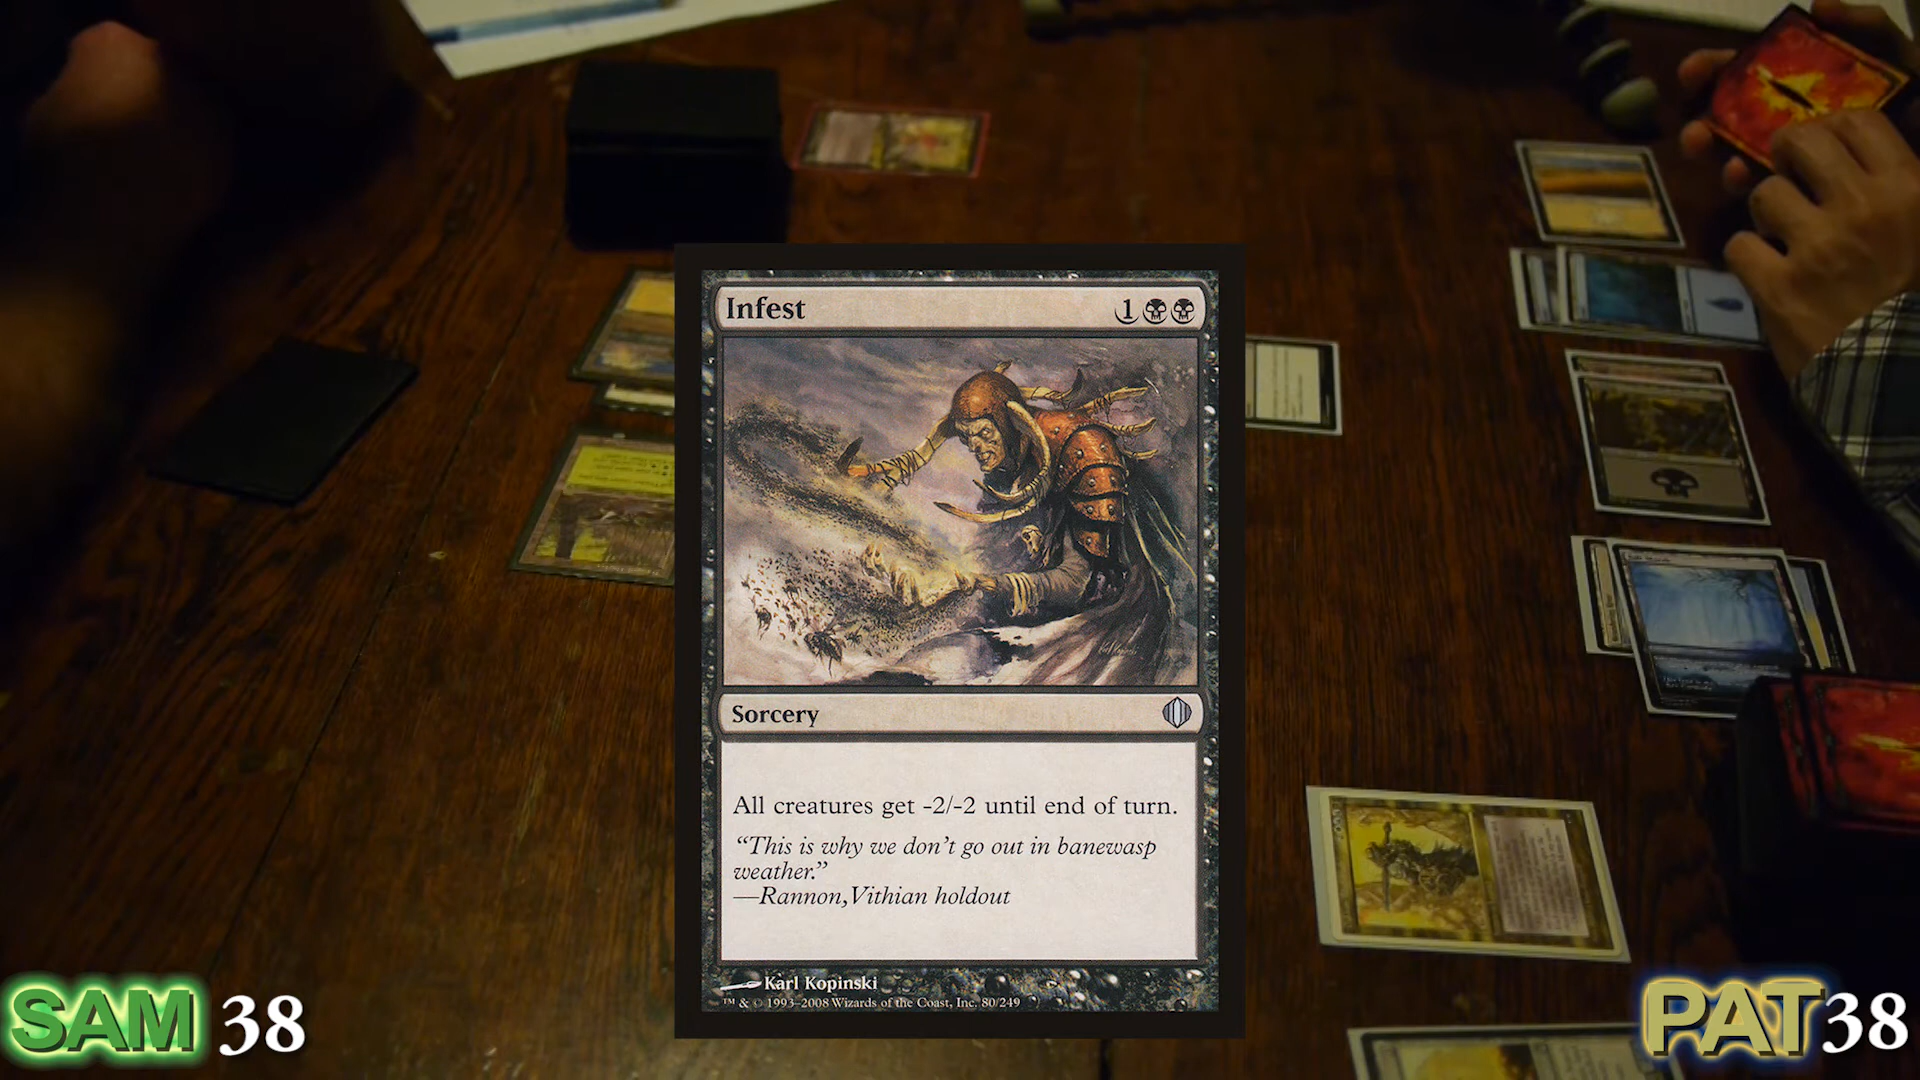 Infest
1
Sorcery
All creatures get -2/-2 until end of turn.
“This is why we don’t go out in banewasp
weather.”
—Rannon, Vithian holdout
Karl Kopinski
™ & © 1993–2008 Wizards of the Coast, Inc. 80/249
SAM 38
PAT 38